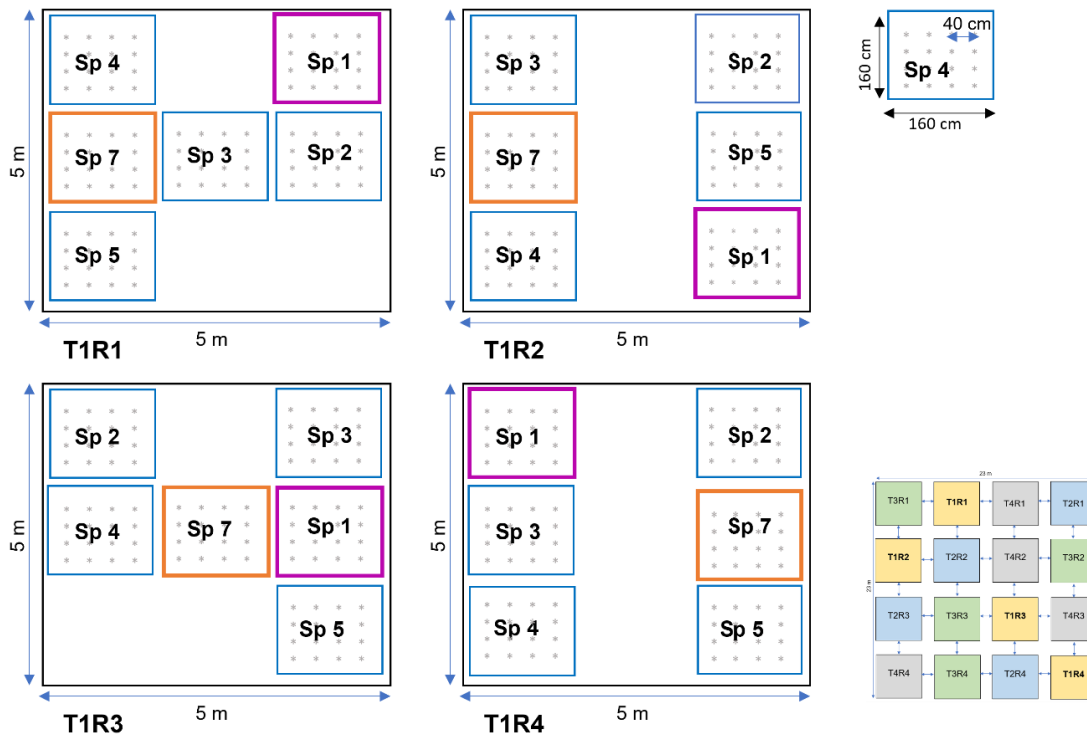 5 m
Sp 4
Sp 1
Sp 7
Sp 3
Sp 2
Sp 5
5 m
T1R1
5 m
Sp 3
Sp 2
Sp 7
Sp 5
Sp 4
Sp 1
5 m
T1R2
40 cm
160 cm
Sp 4
160 cm
5 m
Sp 2
Sp 3
Sp 4
Sp 7
Sp 1
Sp 5
5 m
T1R3
Sp 1
Sp 2
Sp 3
Sp 7
Sp 4
Sp 5
5 m
T1R4
23 m
23 m
T3R1 T1R1 T4R1 T2R1
T1R2 T2R2 T4R2 T3R2
T2R3 T3R3 T1R3 T4R3
T4R4 T3R4 T2R4 T1R4